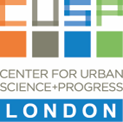 CUSP
CENTER FOR URBAN
SCIENCE+PROGRESS
LONDON